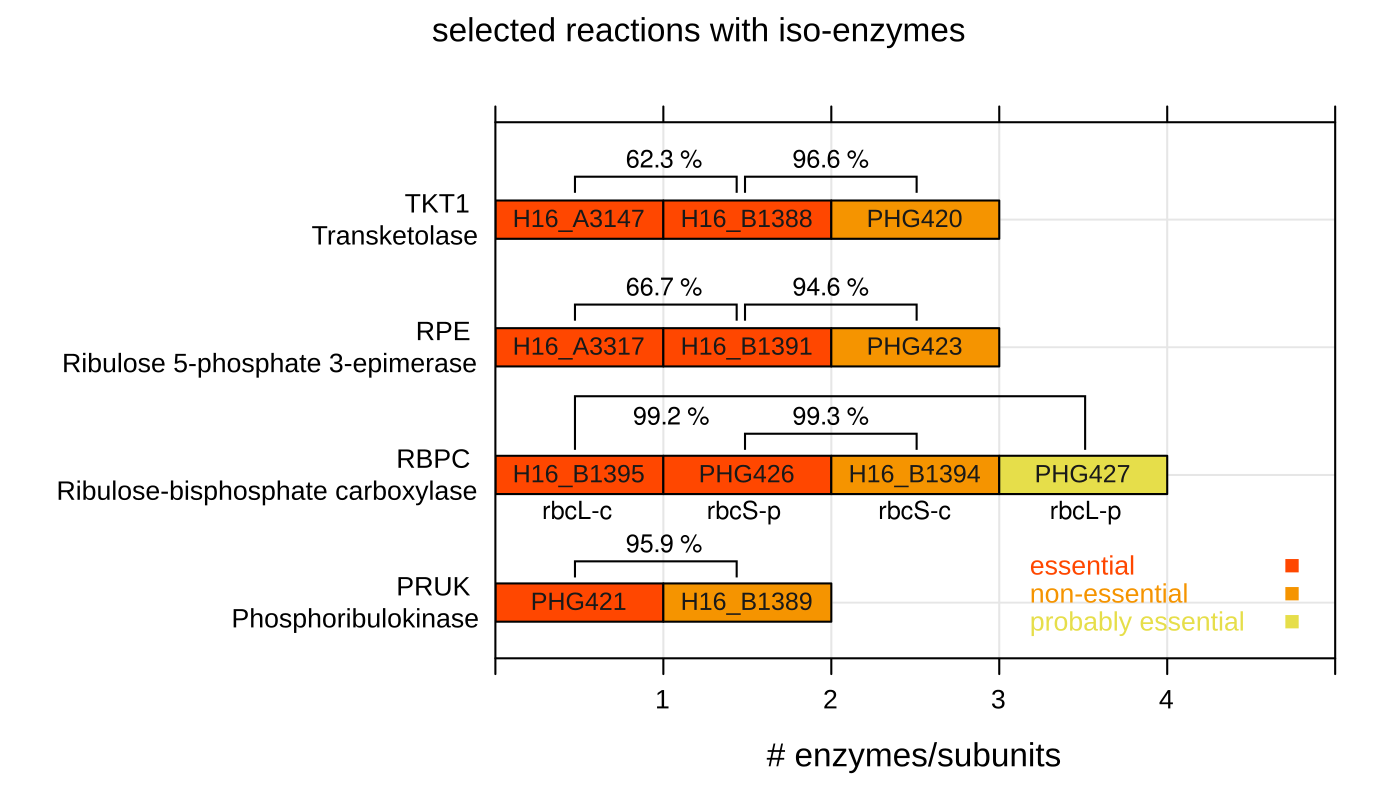 selected reactions with iso-enzymes
62.3 % 96.6 %
TKT1
Transketolase
H16_A3147 H16_B1388 PHG420
66.7 % 94.6 %
RPE
Ribulose 5-phosphate 3-epimerase
H16_A3317 H16_B1391 PHG423
99.2 % 99.3 %
RBPC
Ribulose-bisphosphate carboxylase
H16_B1395 PHG426 H16_B1394 PHG427
rbcL-c rbcS-p rbcS-c rbcL-p
95.9 %
PRUK
Phosphoribulokinase
PHG421 H16_B1389
essential
non-essential
probably essential
1 2 3 4
# enzymes/subunits